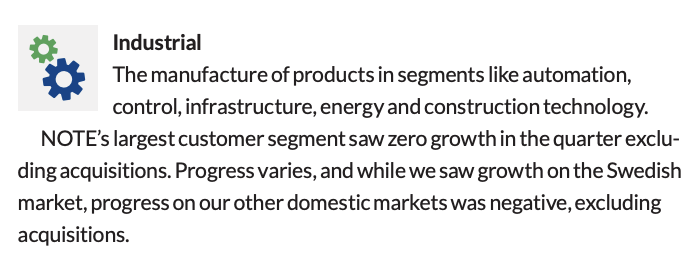 Industrial
The manufacture of products in segments like automation,
control, infrastructure, energy and construction technology.
NOTE’s largest customer segment saw zero growth in the quarter exclu-
ding acquisitions. Progress varies, and while we saw growth on the Swedish
market, progress on our other domestic markets was negative, excluding
acquisitions.